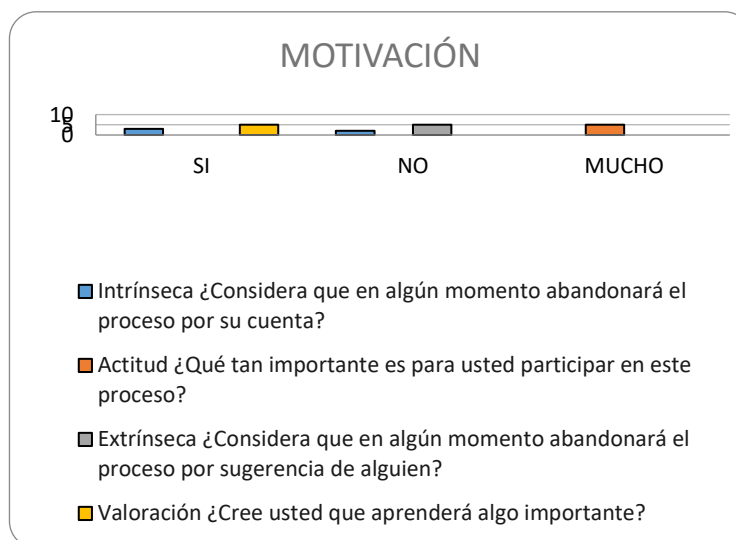 MOTIVACIÓN
10
5
0
SI NO MUCHO
Intrínseca ¿Considera que en algún momento abandonará el
proceso por su cuenta?
Actitud ¿Qué tan importante es para usted participar en este
proceso?
Extrínseca ¿Considera que en algún momento abandonará el
proceso por sugerencia de alguien?
Valoración ¿Cree usted que aprenderá algo importante?